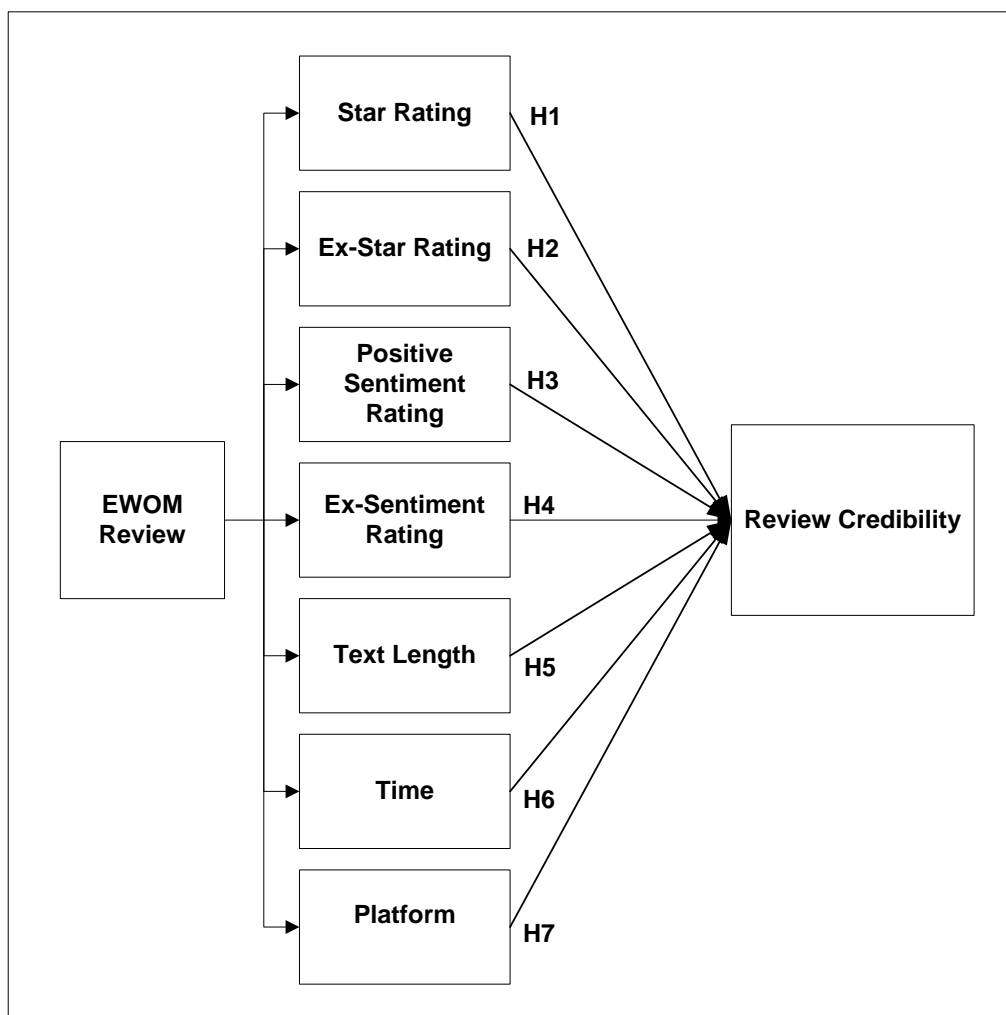 Star Rating
H1
Ex-Star Rating
H2
Positive
Sentiment
Rating
H3
EWOM
Review
Ex-Sentiment
Rating
H4
Review Credibility
Text Length
H5
Time
H6
Platform
H7